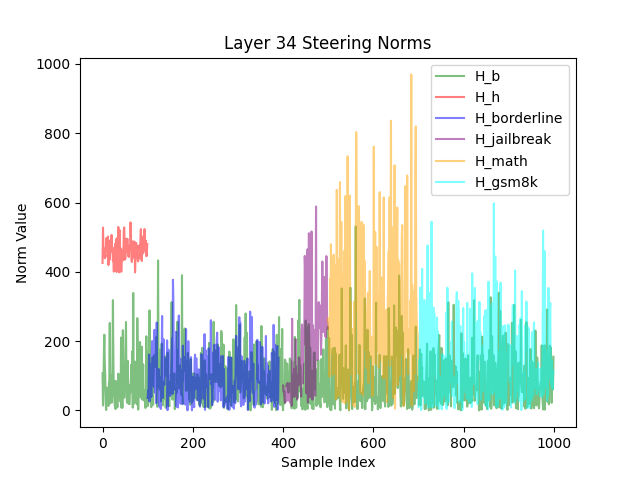 Layer 34 Steering Norms
1000
800
600
400
200
0
Norm Value
H_b
H_h
H_borderline
H_jailbreak
H_math
H_gsm8k
0 200 400 600 800 1000
Sample Index